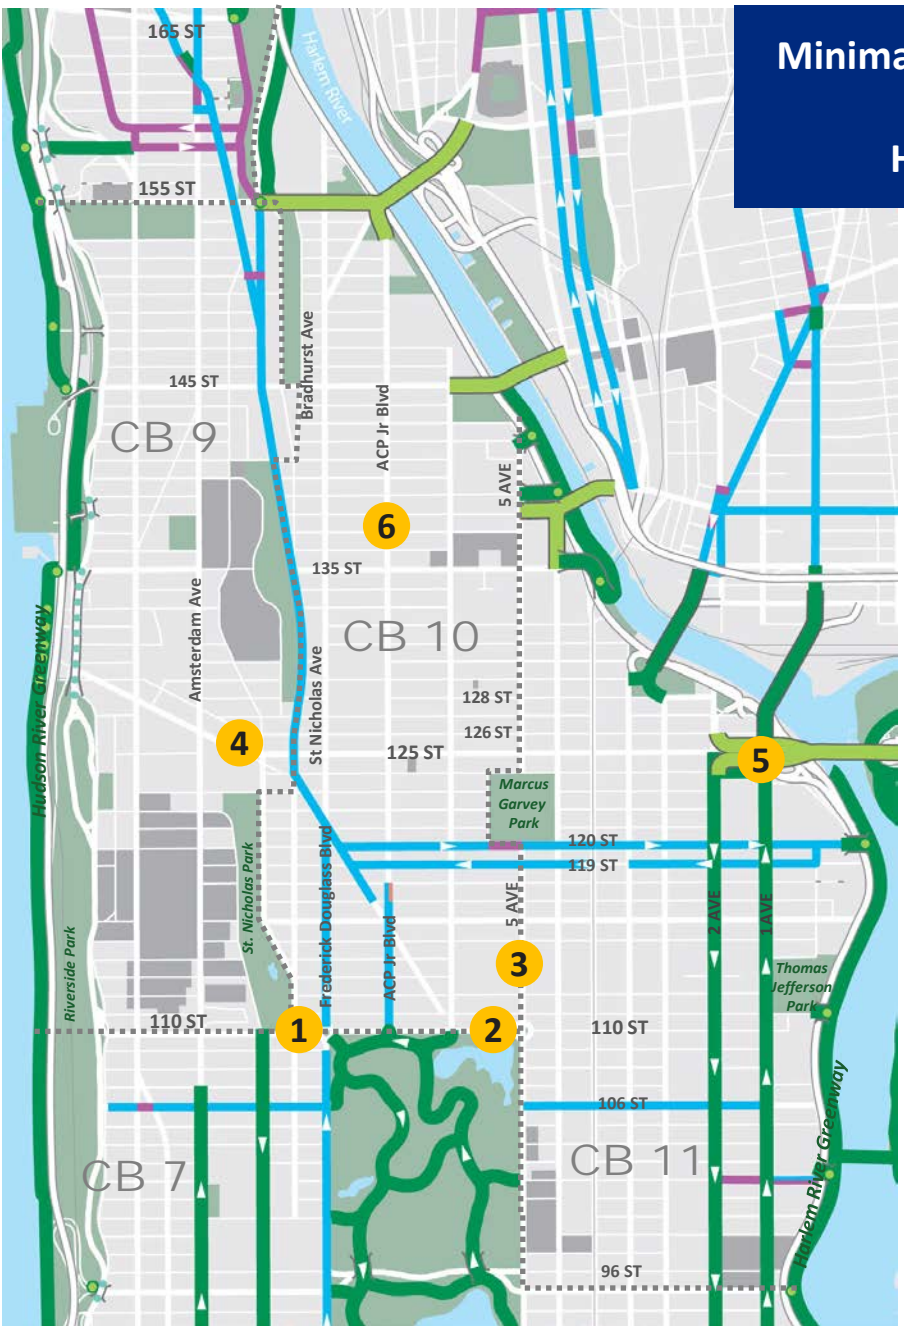 Minima
H
165 ST
Harlem River
155 ST
Bradhurst Ave
145 ST
ACP Jr Blvd
CB 9
5 AVE
6
135 ST
Amsterdam Ave
Hudson River Greenway
CB 10
St Nicholas Ave
128 ST
126 ST
4
125 ST
5
Marcus
Garvey
Park
120 ST
119 ST
Frederick Douglass Blvd
St. Nicholas Park
5 AVE
2 AVE
1 AVE
ACP Jr Blvd
Riverside Park
3
Thomas
Jefferson
Park
110 ST
1
2
110 ST
106 ST
CB 7
CB 11
Harlem River Greenway
96 ST